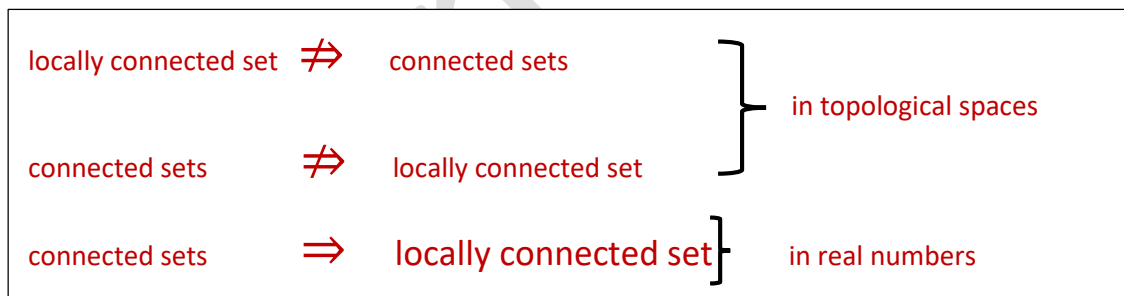 locally connected set ⇏ connected sets
in topological spaces
connected sets ⇏ locally connected set
connected sets ⇒ locally connected set in real numbers